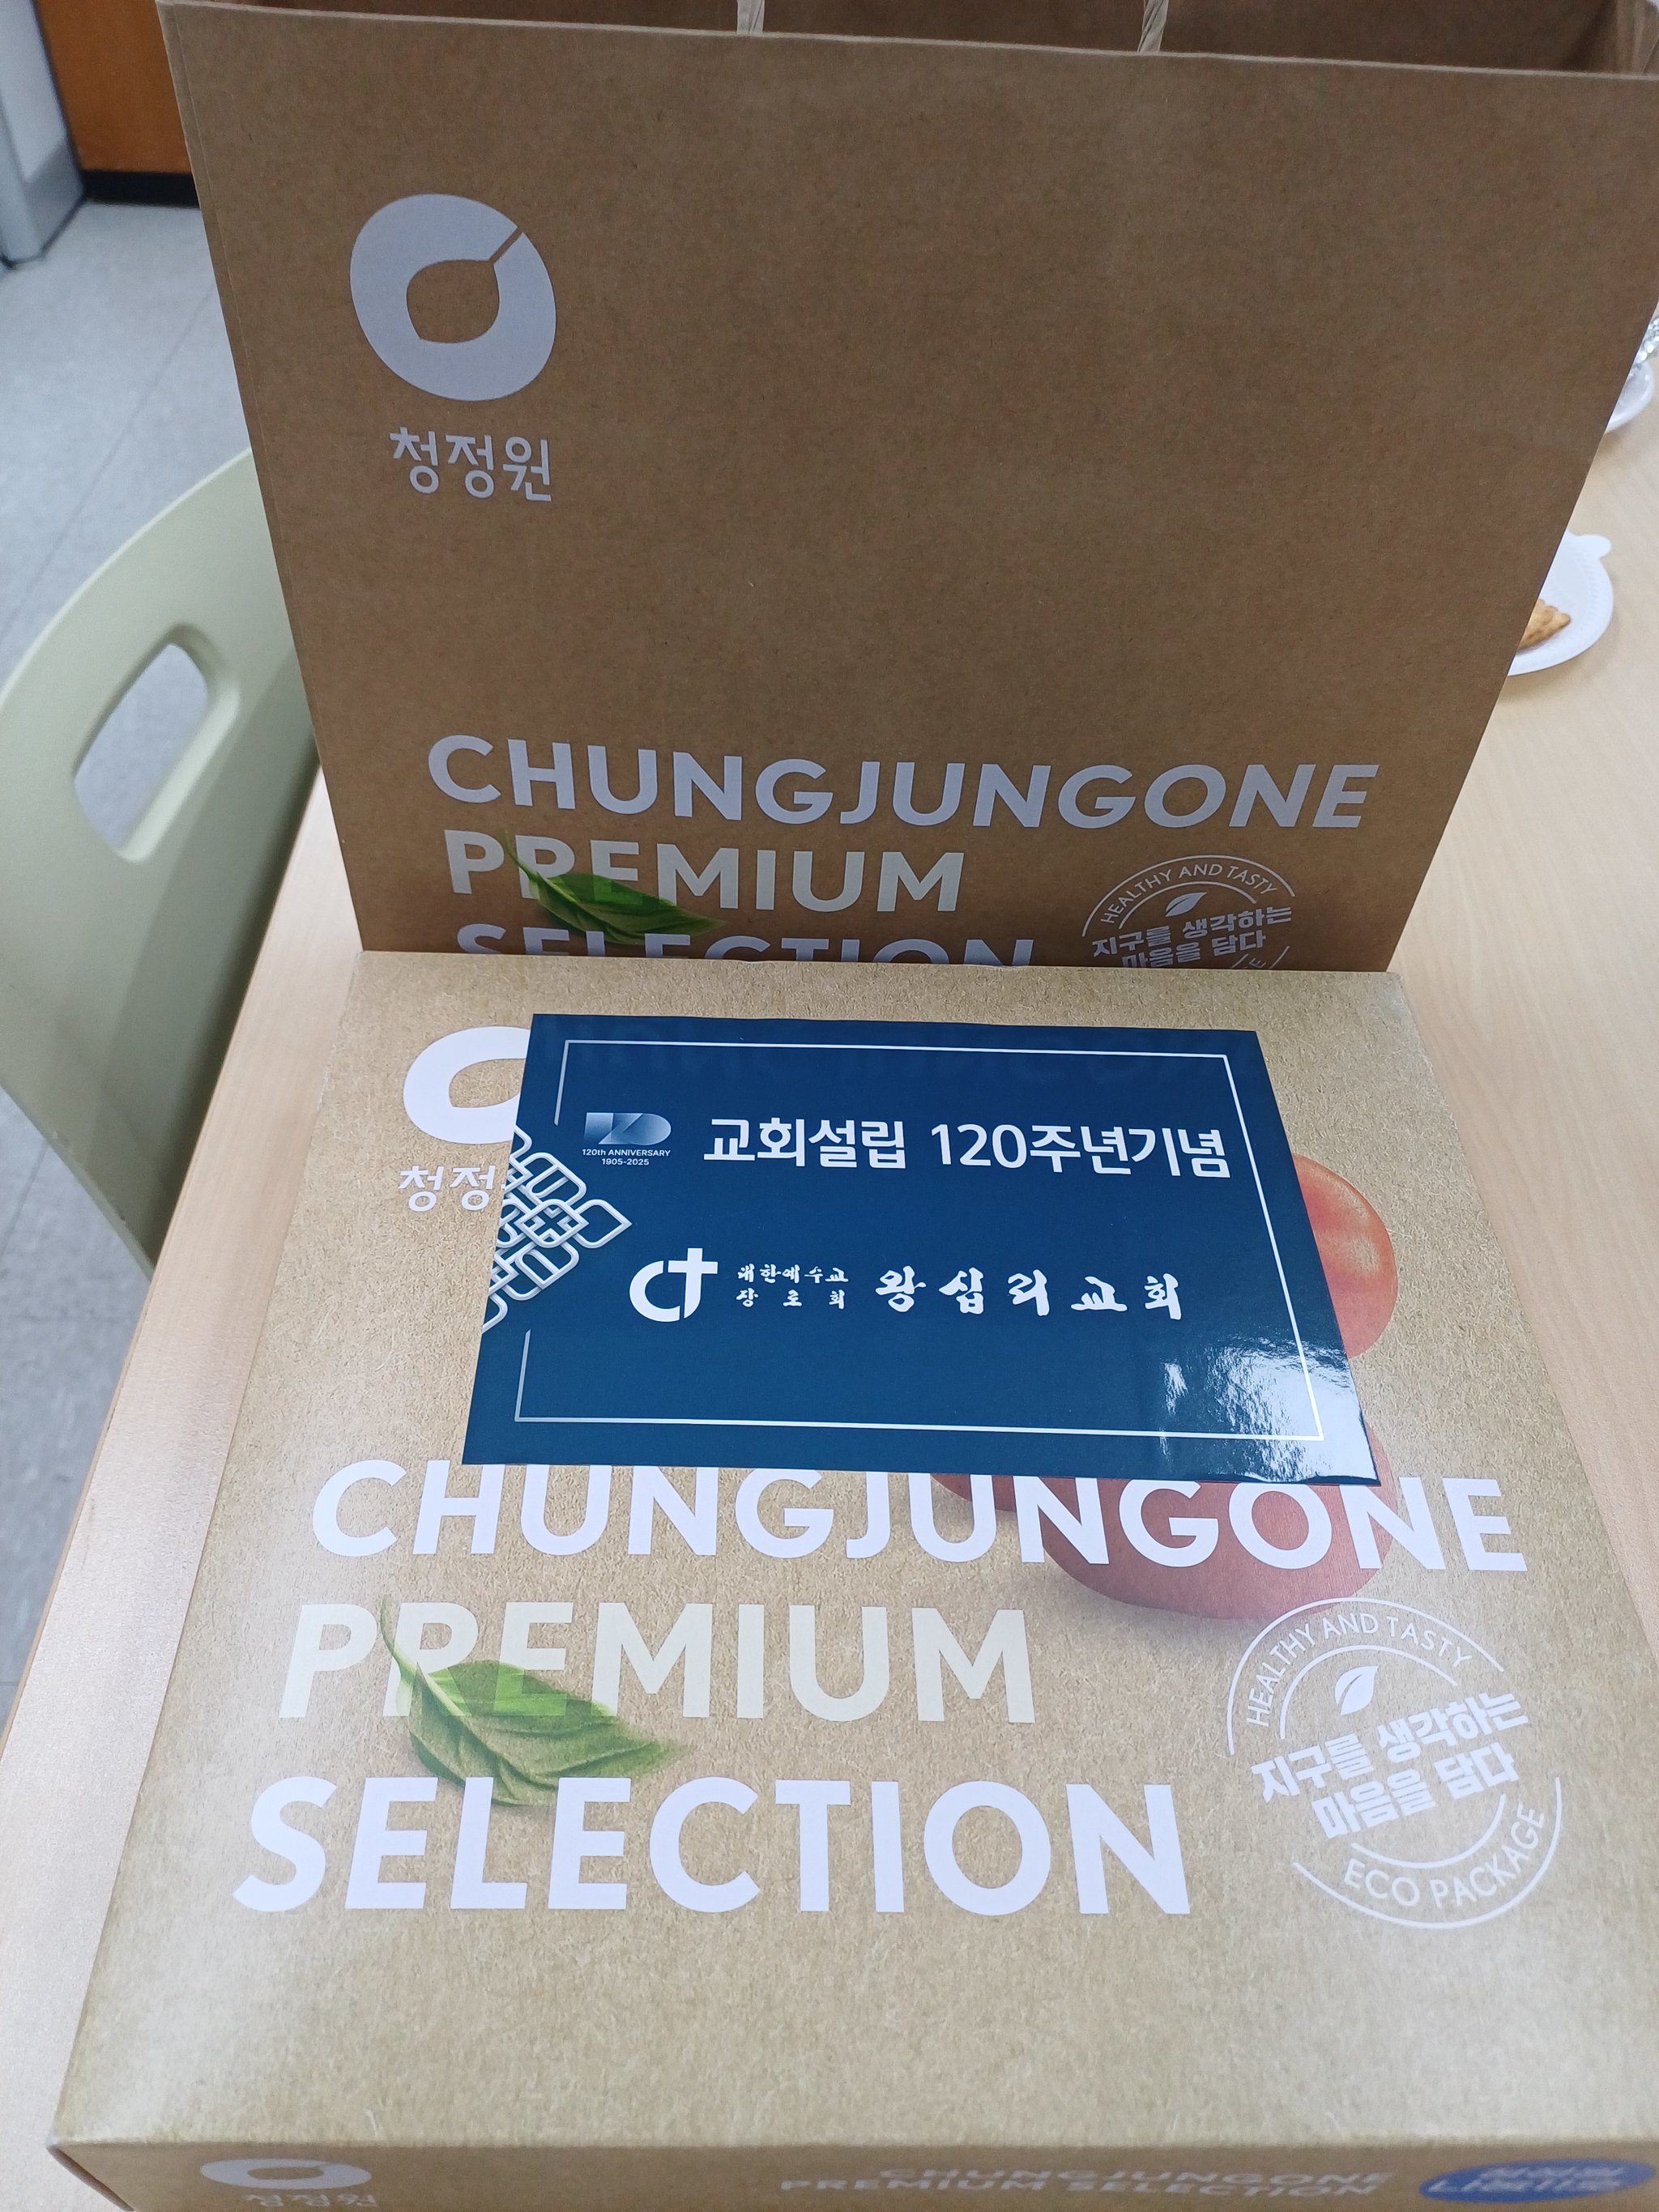 청정원
CHUNGJUNGONE
PREMIUM
SELECTION
HEALTHY AND TASTY
지구를 생각하는
마음을 담다
청정
120th ANNIVERSARY
1905-2025
교회설립 120주년기념
대한예수교
장로회
왕십리교회
CHUNGJUNGONE
PREMIUM
SELECTION
HEALTHY AND TASTY
지구를 생각하는
마음을 담다
ECO PACKAGE
청정원
CHUNGJUNGONE
PREMIUM SELECTION